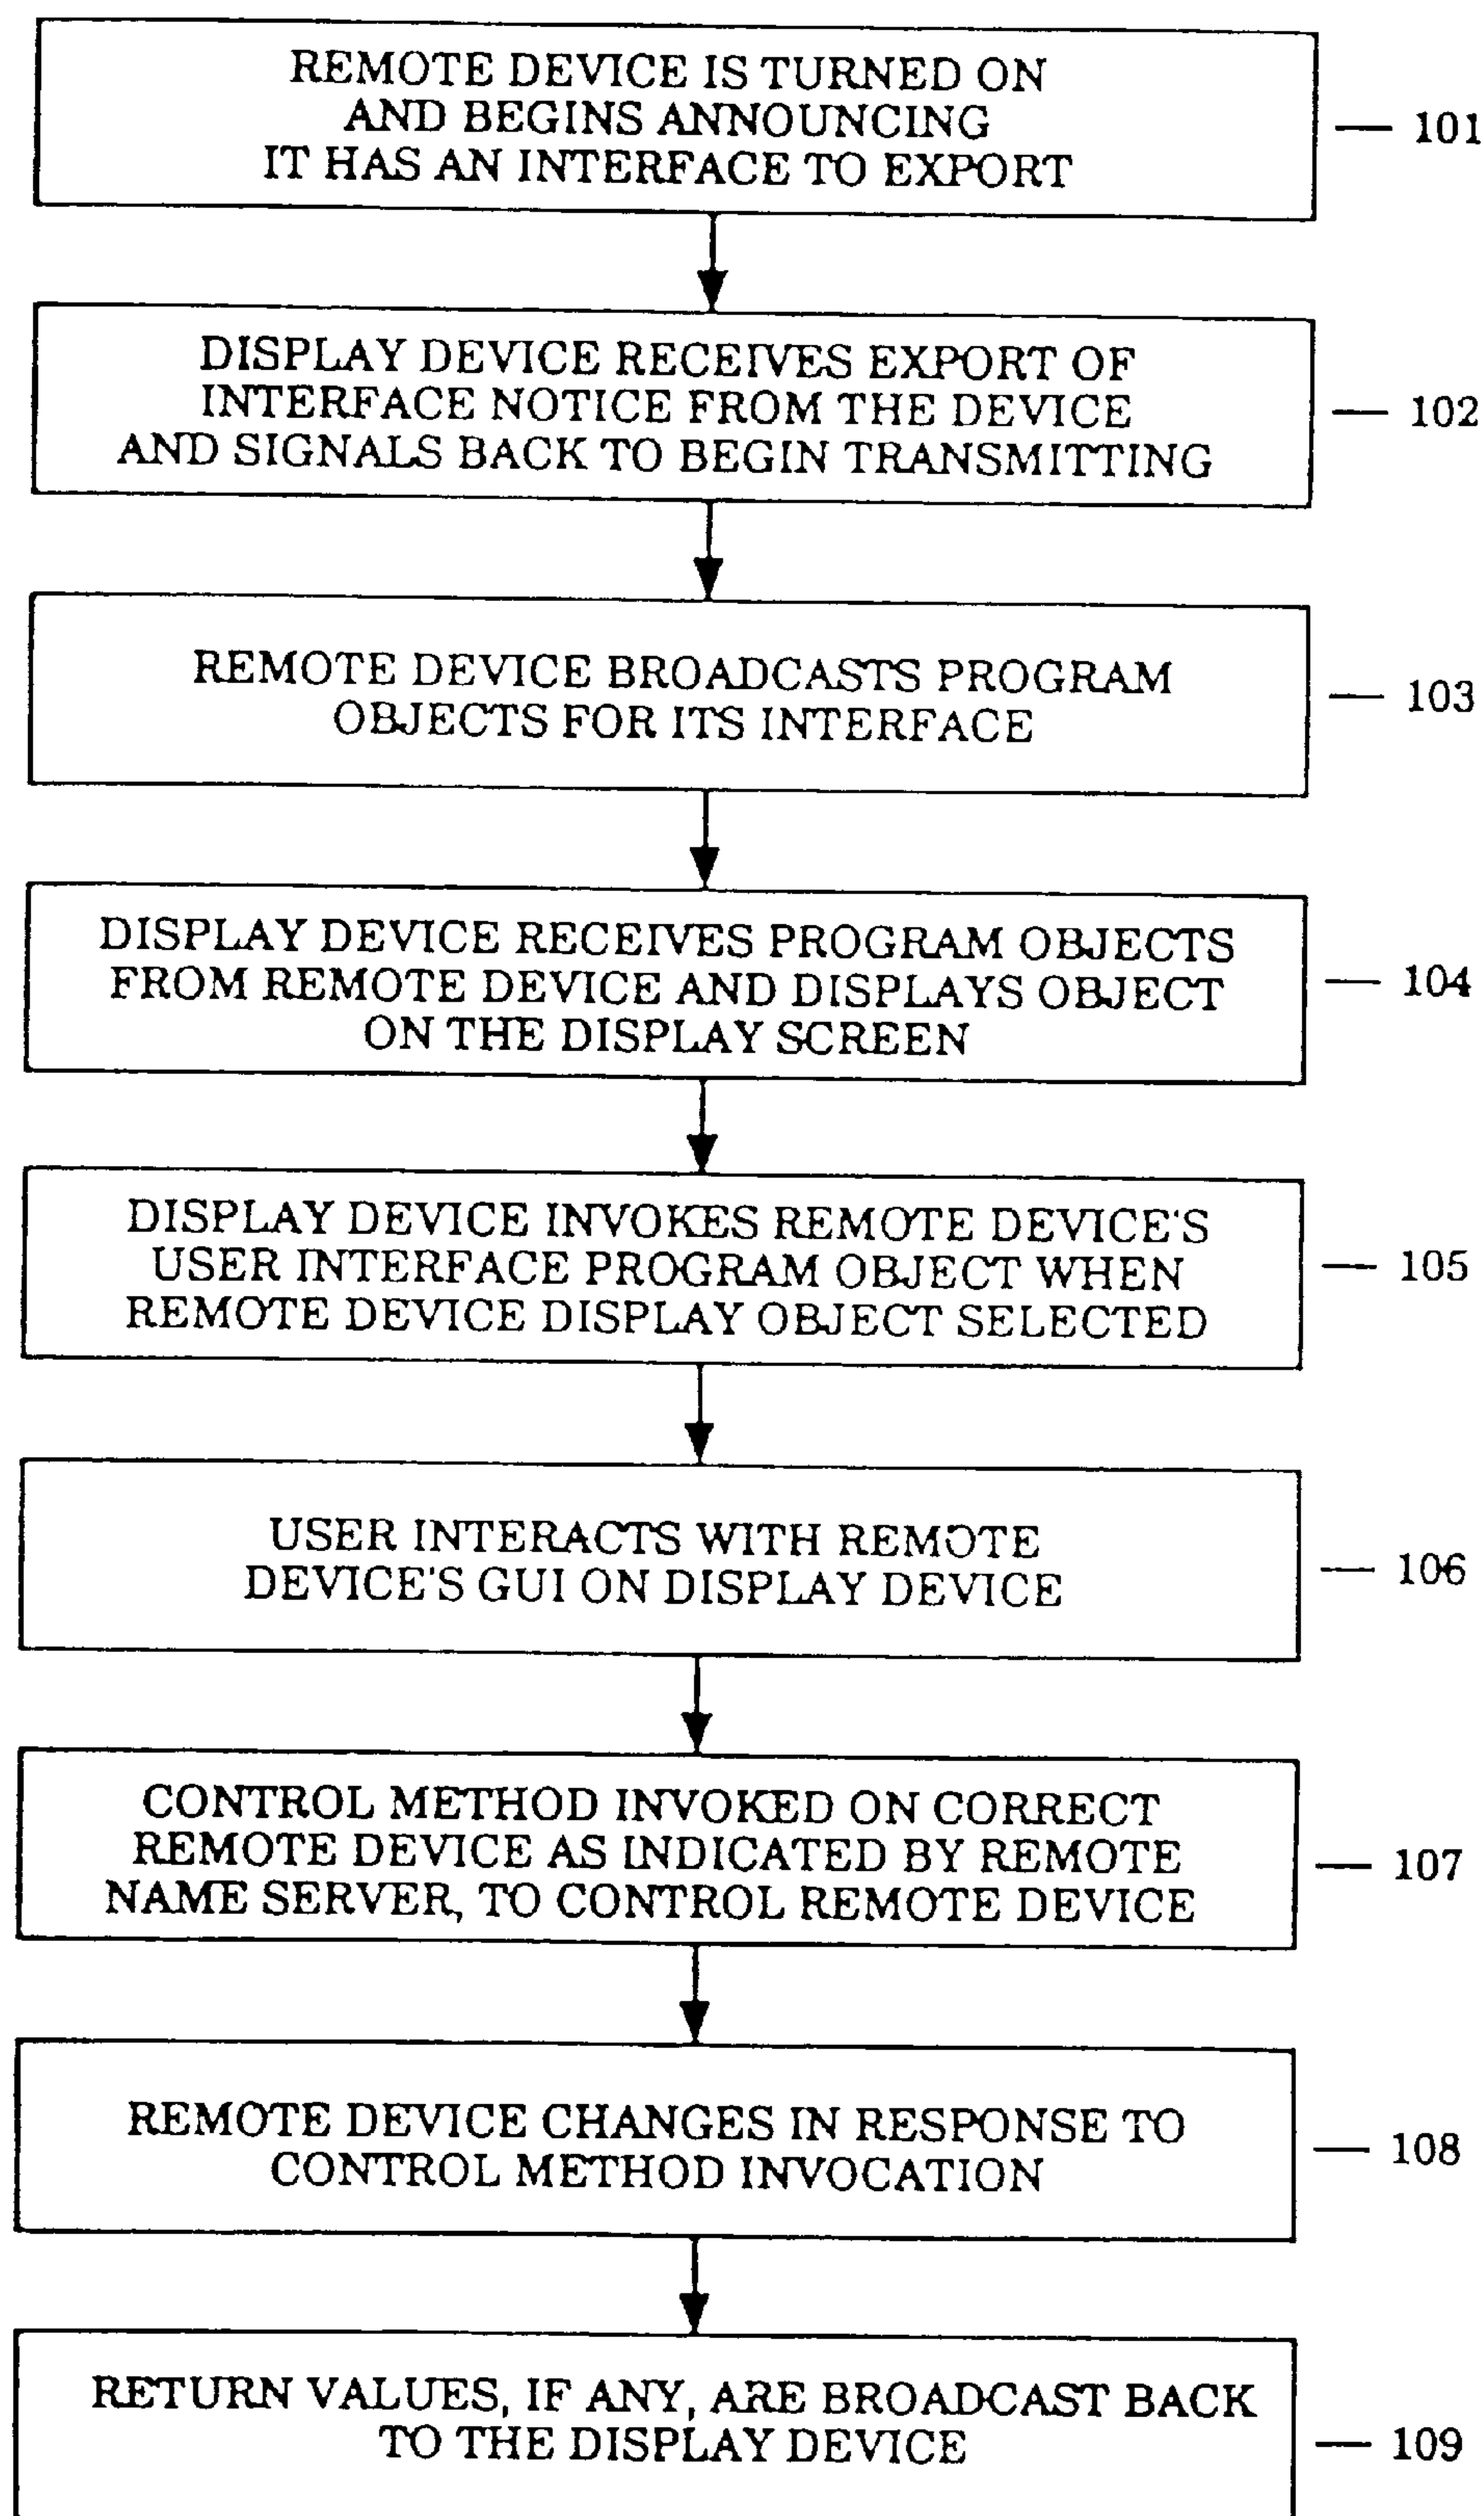 REMOTE DEVICE IS TURNED ON
AND BEGINS ANNOUNCING
IT HAS AN INTERFACE TO EXPORT
101
DISPLAY DEVICE RECEIVES EXPORT OF
INTERFACE NOTICE FROM THE DEVICE
AND SIGNALS BACK TO BEGIN TRANSMITTING
102
REMOTE DEVICE BROADCASTS PROGRAM
OBJECTS FOR ITS INTERFACE
103
DISPLAY DEVICE RECEIVES PROGRAM OBJECTS
FROM REMOTE DEVICE AND DISPLAYS OBJECT
ON THE DISPLAY SCREEN
104
DISPLAY DEVICE INVOKES REMOTE DEVICE'S
USER INTERFACE PROGRAM OBJECT WHEN
REMOTE DEVICE DISPLAY OBJECT SELECTED
105
USER INTERACTS WITH REMOTE
DEVICE'S GUI ON DISPLAY DEVICE
106
CONTROL METHOD INVOKED ON CORRECT
REMOTE DEVICE AS INDICATED BY REMOTE
NAME SERVER, TO CONTROL REMOTE DEVICE
107
REMOTE DEVICE CHANGES IN RESPONSE TO
CONTROL METHOD INVOCATION
108
RETURN VALUES, IF ANY, ARE BROADCAST BACK
TO THE DISPLAY DEVICE
109